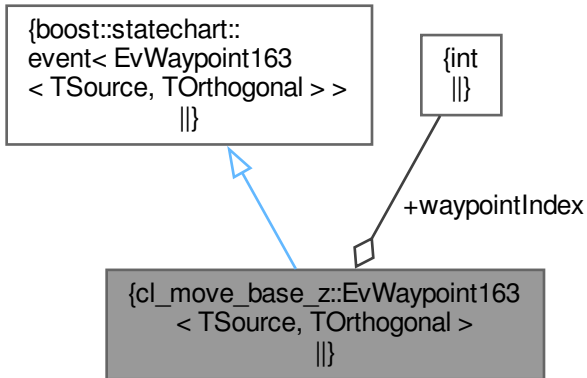 {boost::statechart::
event< EvWaypoint163
< TSource, TOrthogonal > >
||}
{int
||}
+waypointIndex
{cl_move_base_z::EvWaypoint163
< TSource, TOrthogonal >
||}